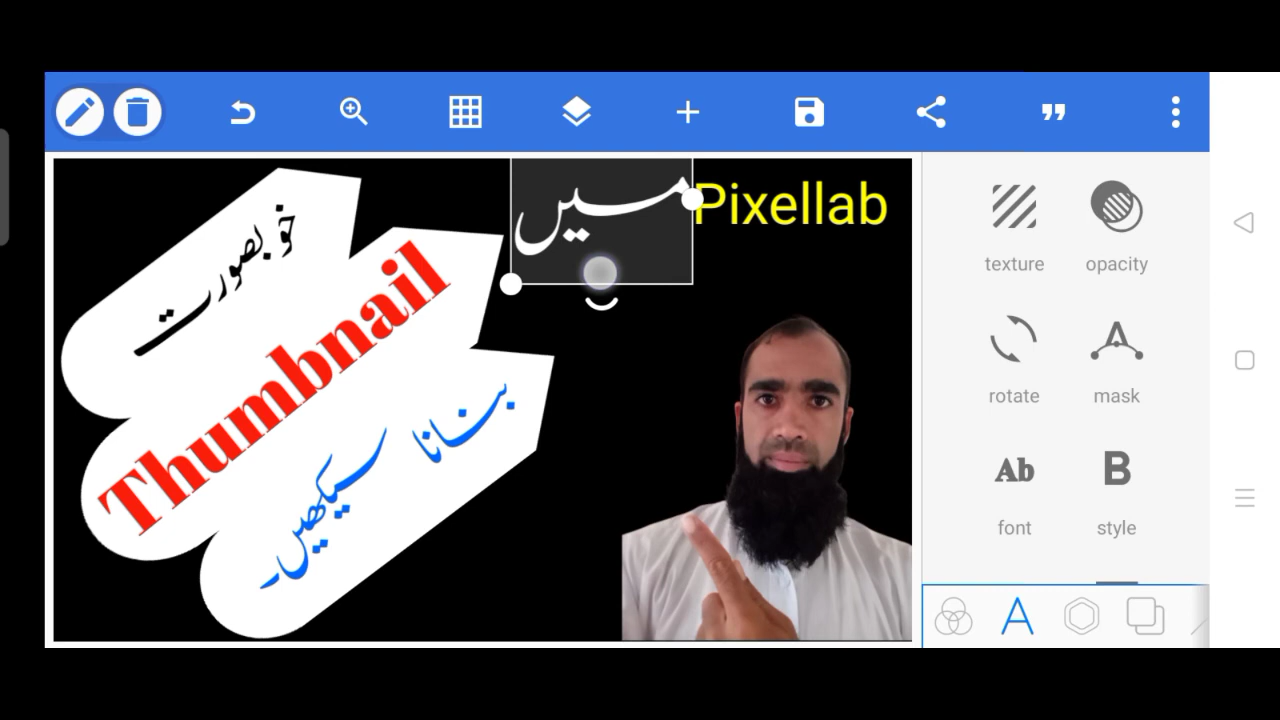 میں Pixellab
خوبصورت
Thumbnail
بنانا سیکھیں۔
texture opacity
rotate mask
Ab B
font style
A